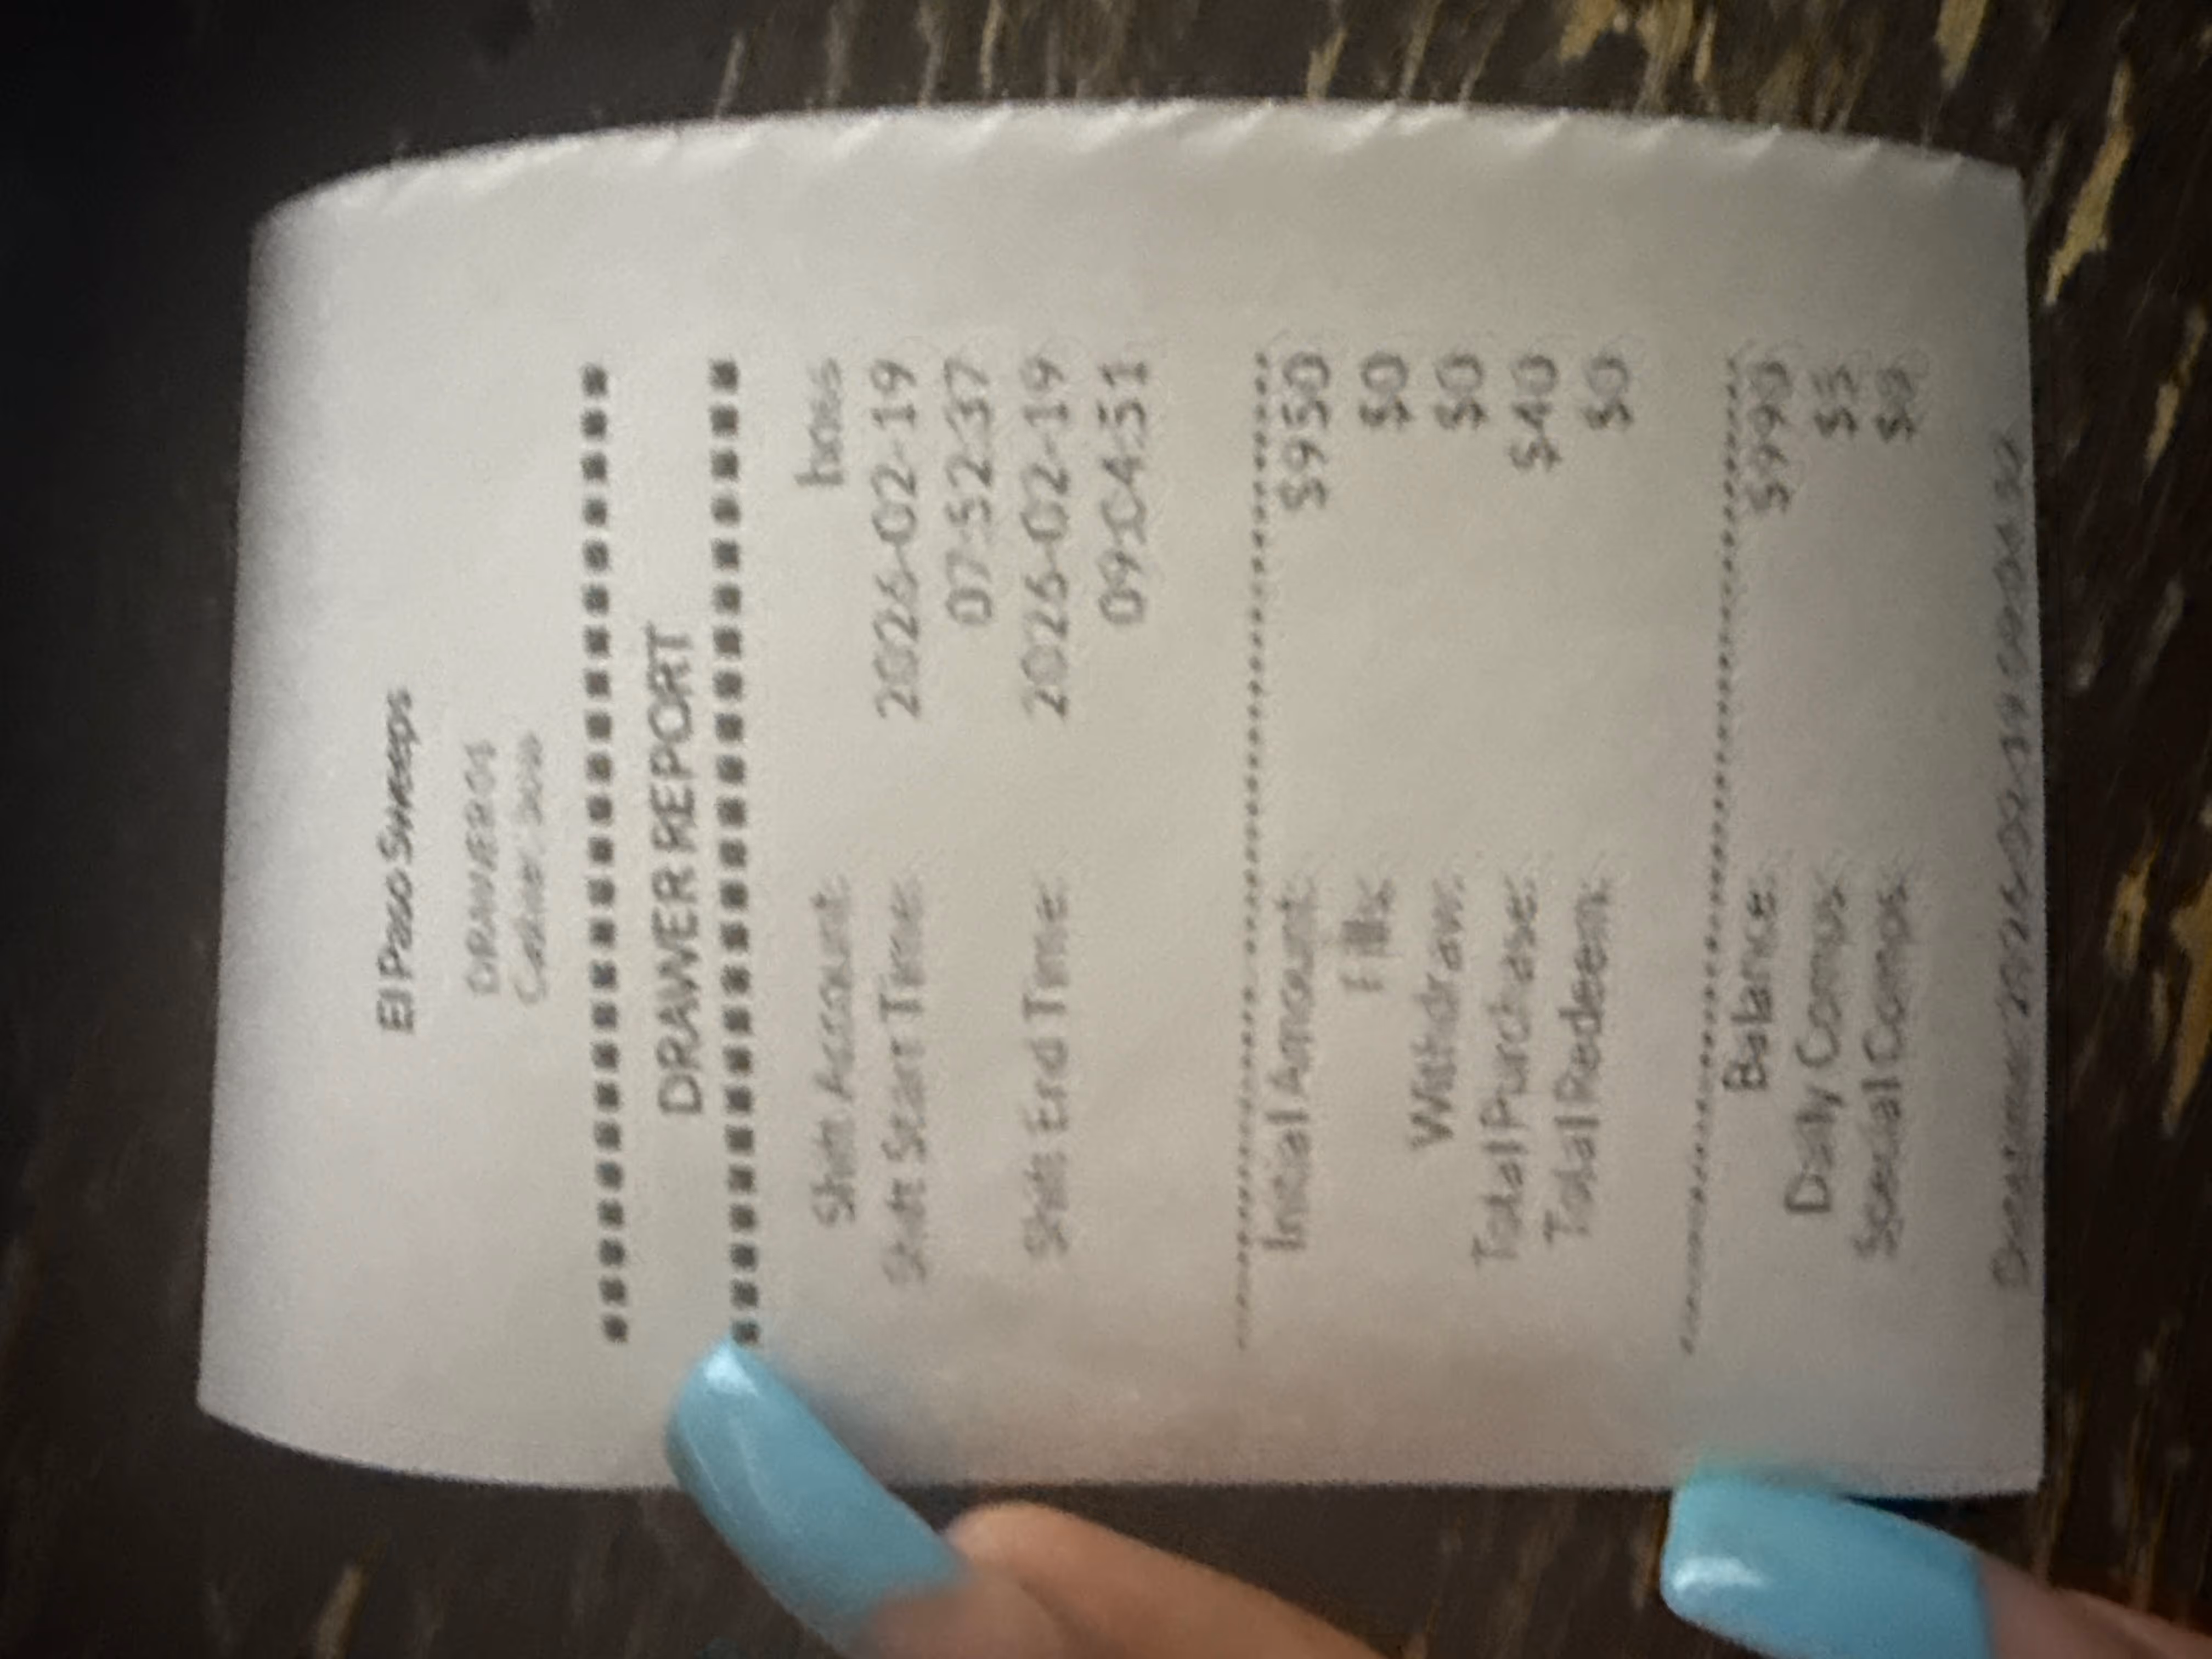 El Paso Sweeps
DRAWER01
■■■■■■■■■■■■■■■■■■■■■■■■
DRAWER REPORT
■■■■■■■■■■■■■■■■■■■■■■■■
Shift Account: boss
Shift Start Time: 2026-02-19
07:52:37
Shift End Time: 2026-02-19
09:04:51
Initial Amount: $950
Fills: $0
Withdraw: $0
Total Purchase: $40
Total Redeem: $0
Balance: $990
Daily Comps: $5
Special Comps: $0